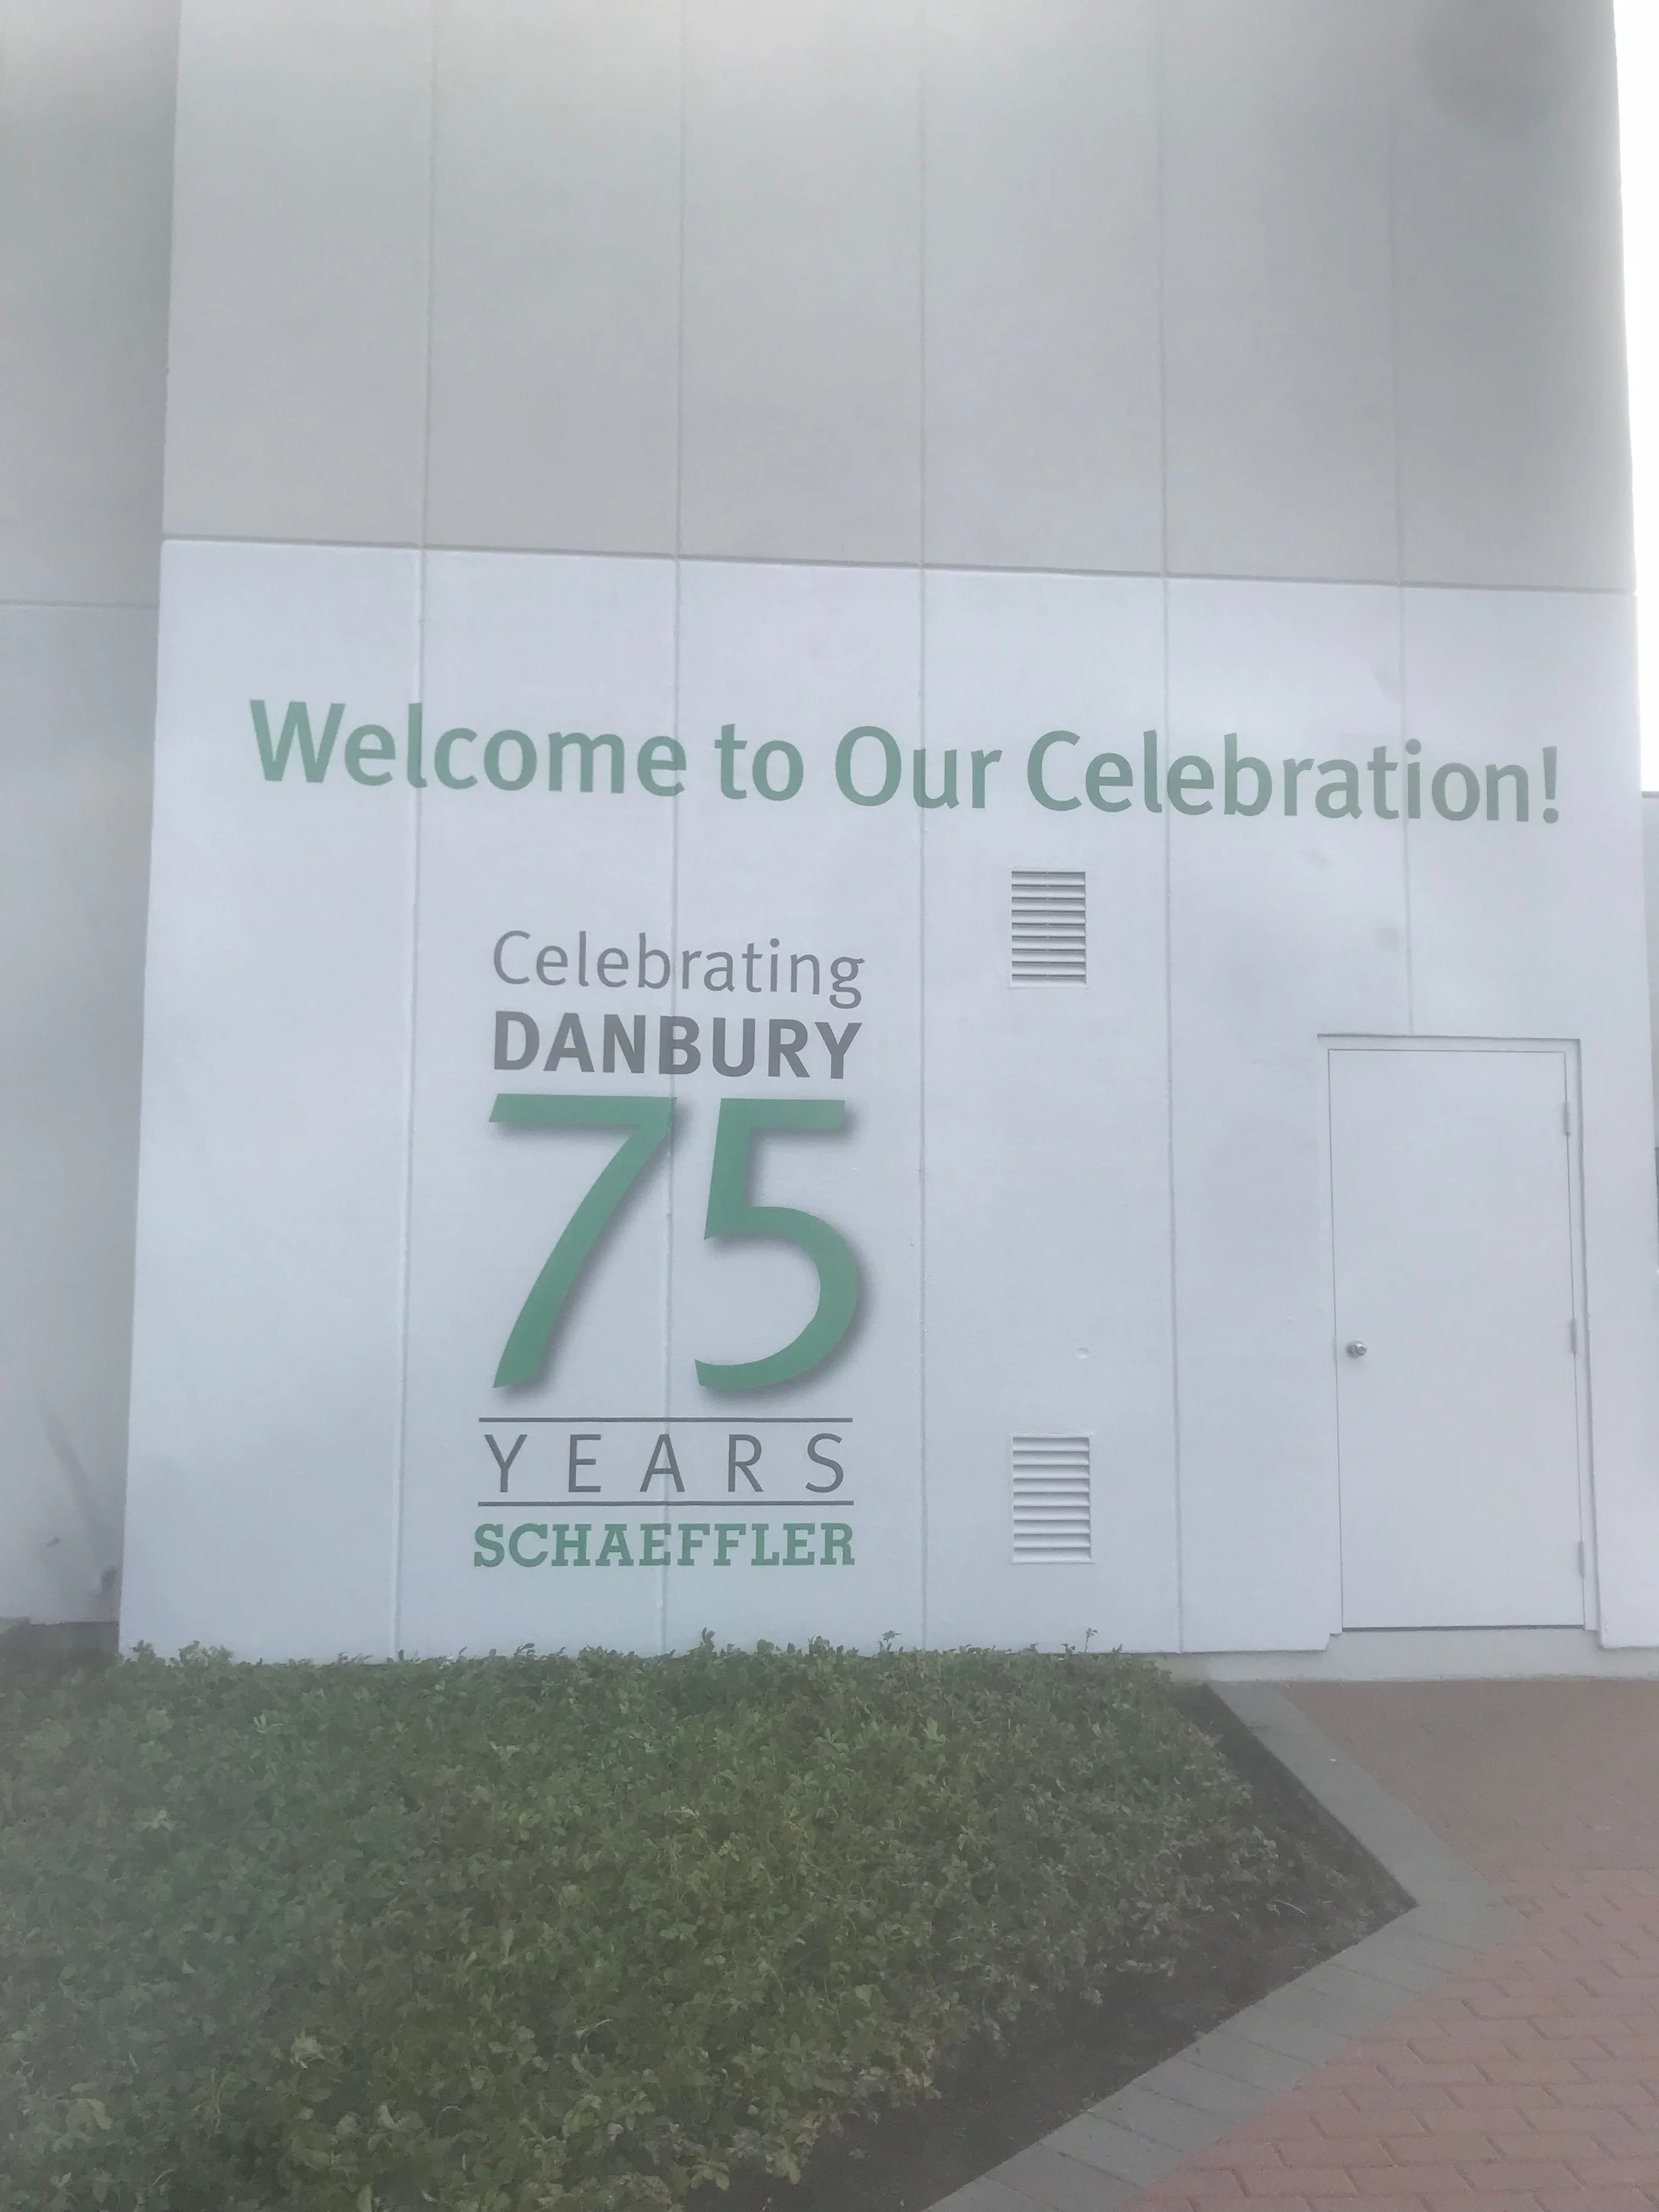 Welcome to Our Celebration!
Celebrating
DANBURY
75
YEARS
SCHAEFFLER